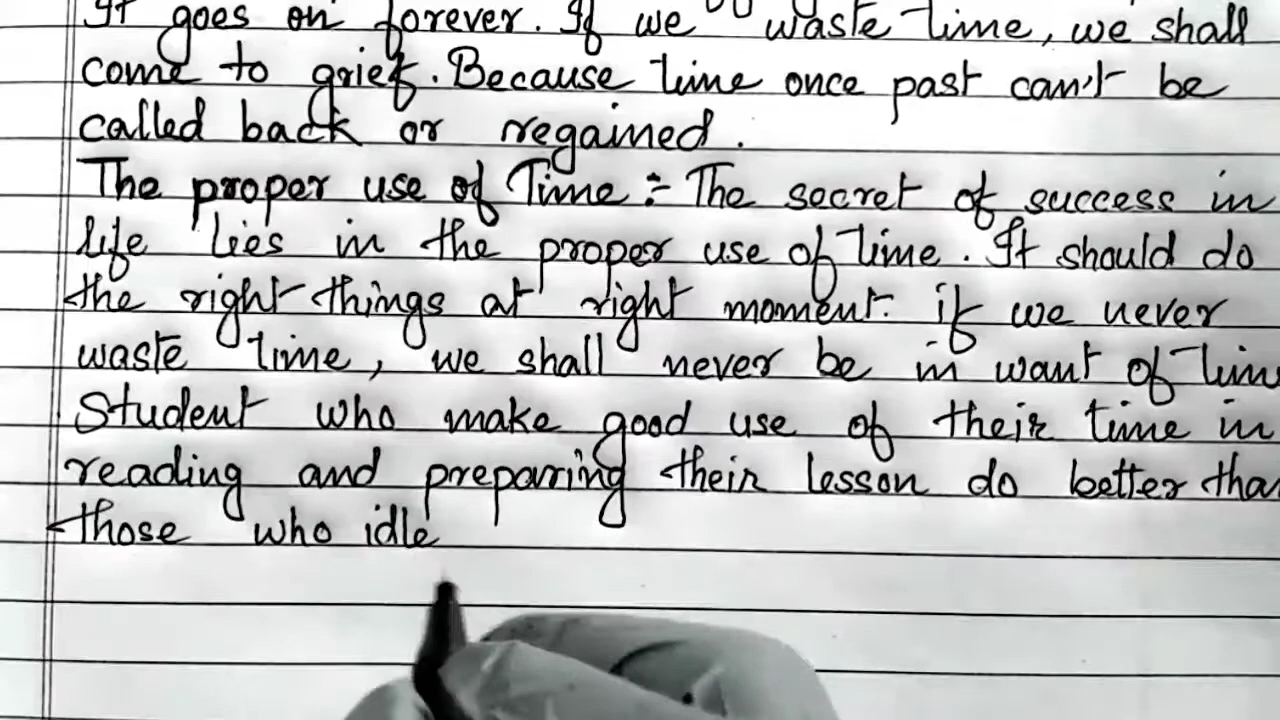 It goes on forever. If we waste time, we shall
come to grief. Because time once past can't be
called back or regained.
The proper use of Time :- The secret of success in
life lies in the proper use of time. It should do
the right things at right moment. if we never
waste time, we shall never be in want of tim
Student who make good use of their time in
reading and preparing their lesson do better than
those who idle